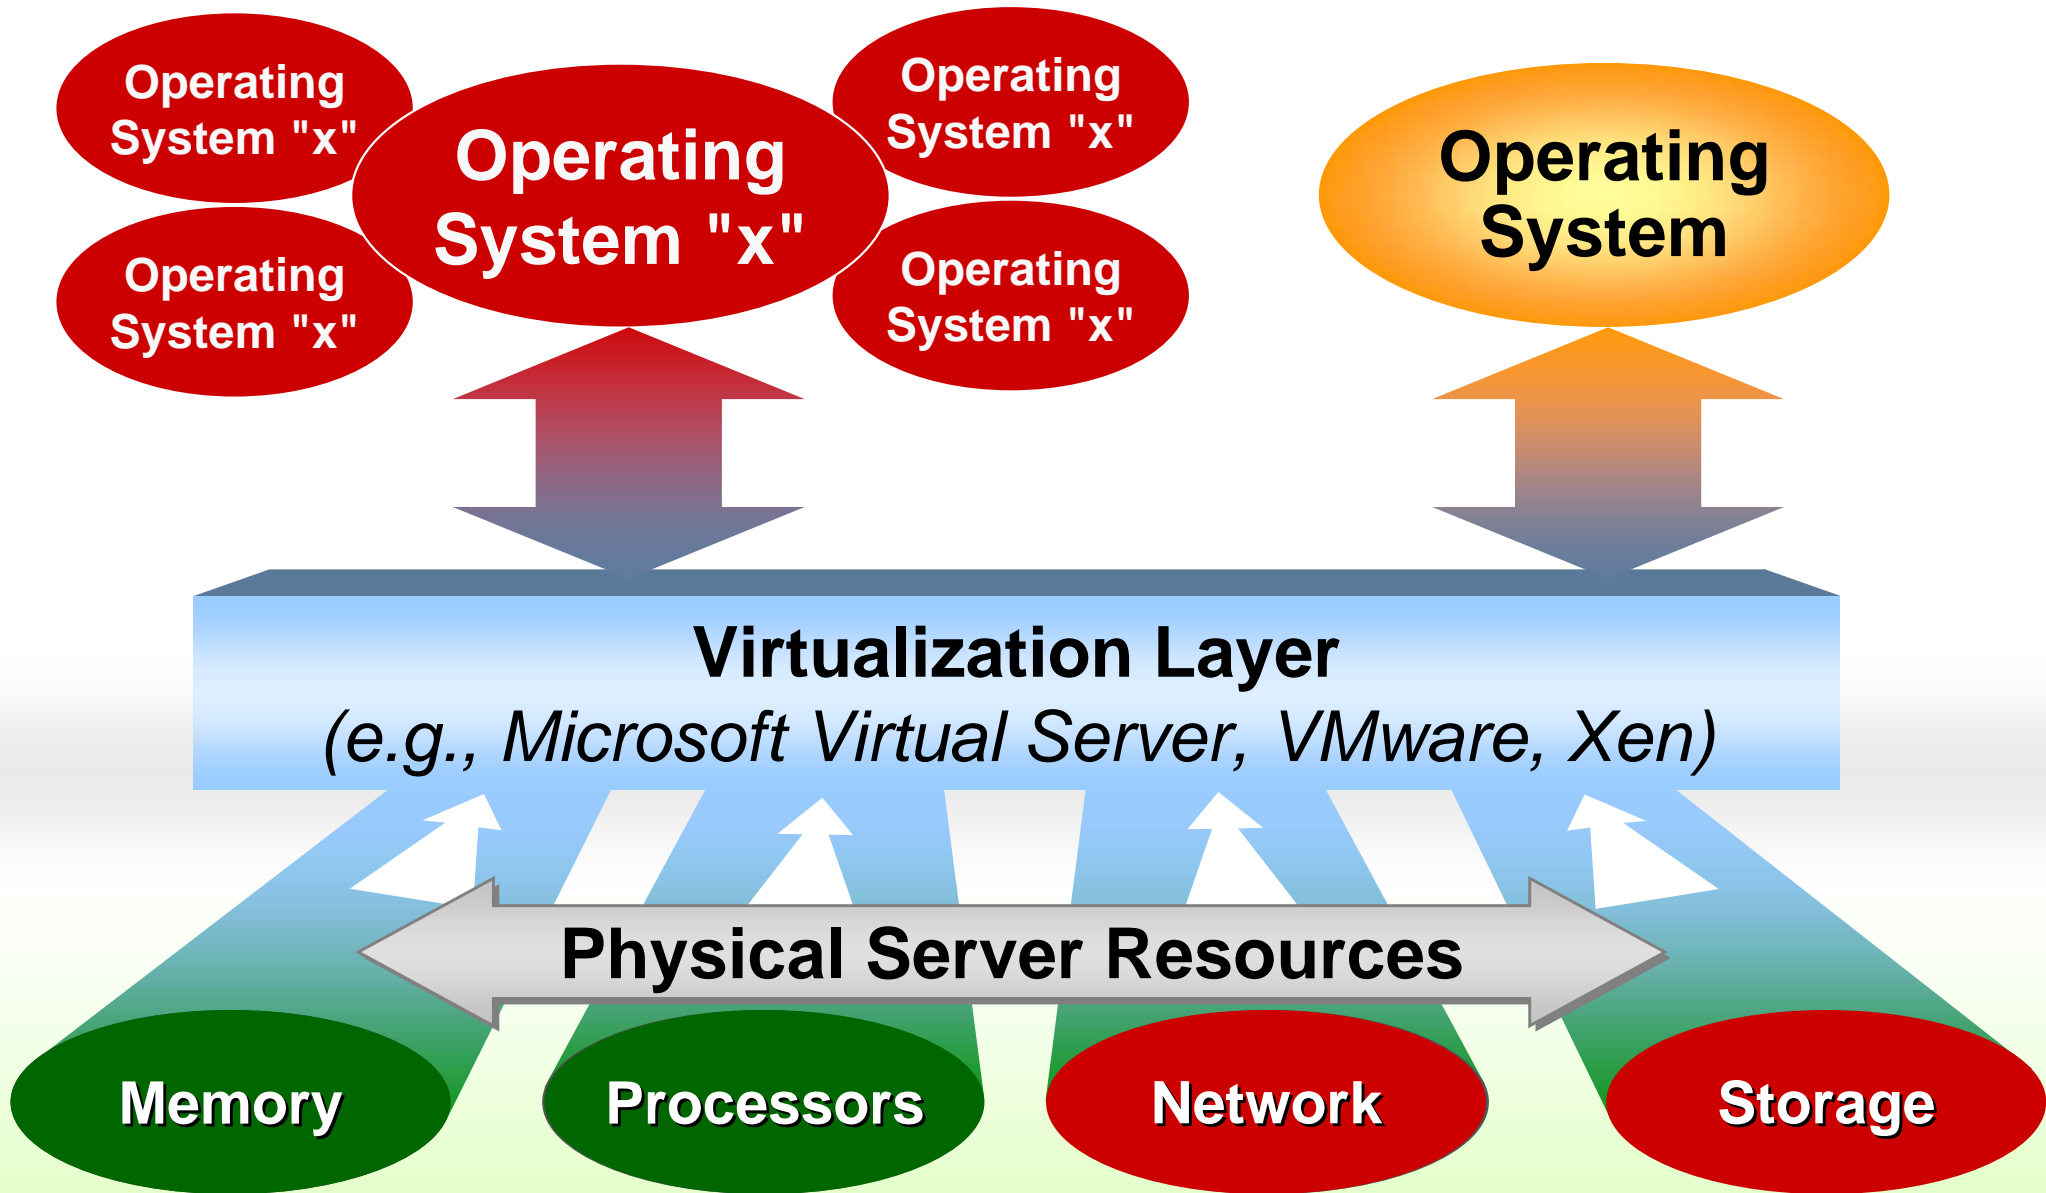 Operating
System "x"
Operating
System "x"
Operating
System "x"
Operating
System "x"
Operating
System "x"
Operating
System
Virtualization Layer
(e.g., Microsoft Virtual Server, VMware, Xen)
Physical Server Resources
Memory
Processors
Network
Storage